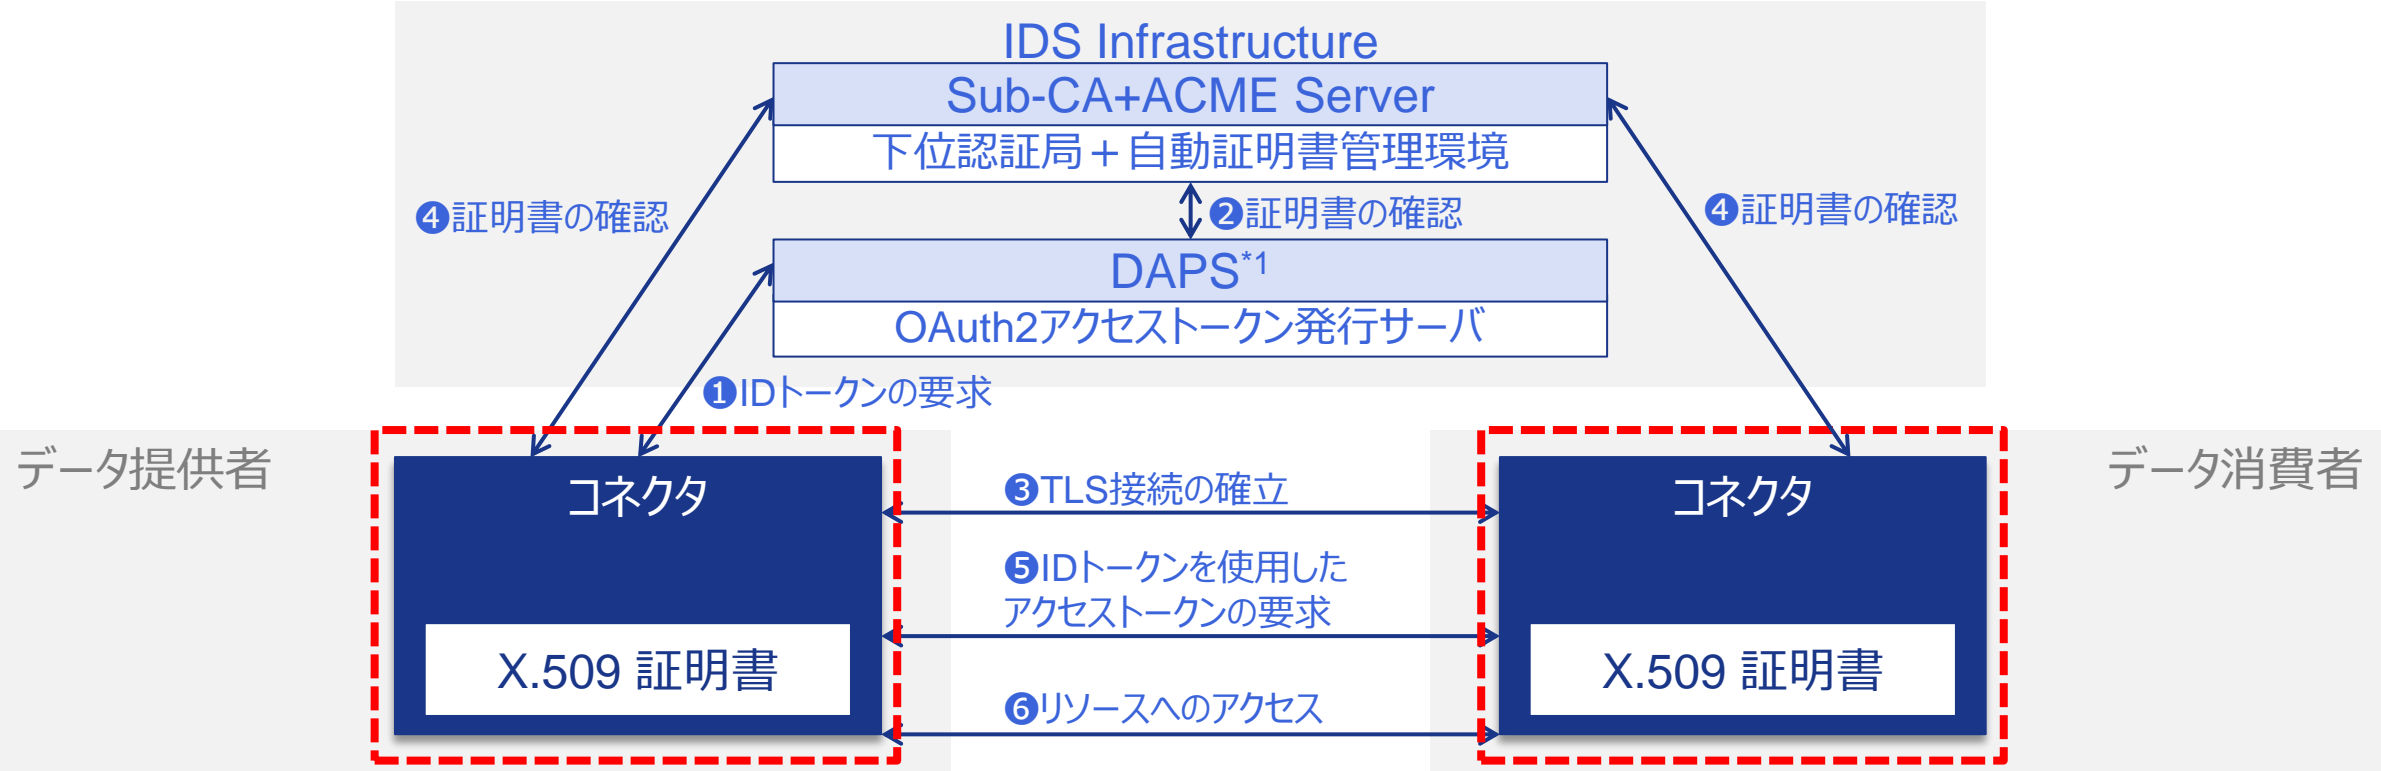 IDS Infrastructure
Sub-CA+ACME Server
下位認証局＋自動証明書管理環境
❹証明書の確認
❷証明書の確認
❹証明書の確認
DAPS*1
OAuth2アクセストークン発行サーバ
❶IDトークンの要求
データ提供者
データ消費者
コネクタ
❸TLS接続の確立
コネクタ
❺IDトークンを使用した
アクセストークンの要求
X.509 証明書
X.509 証明書
❻リソースへのアクセス